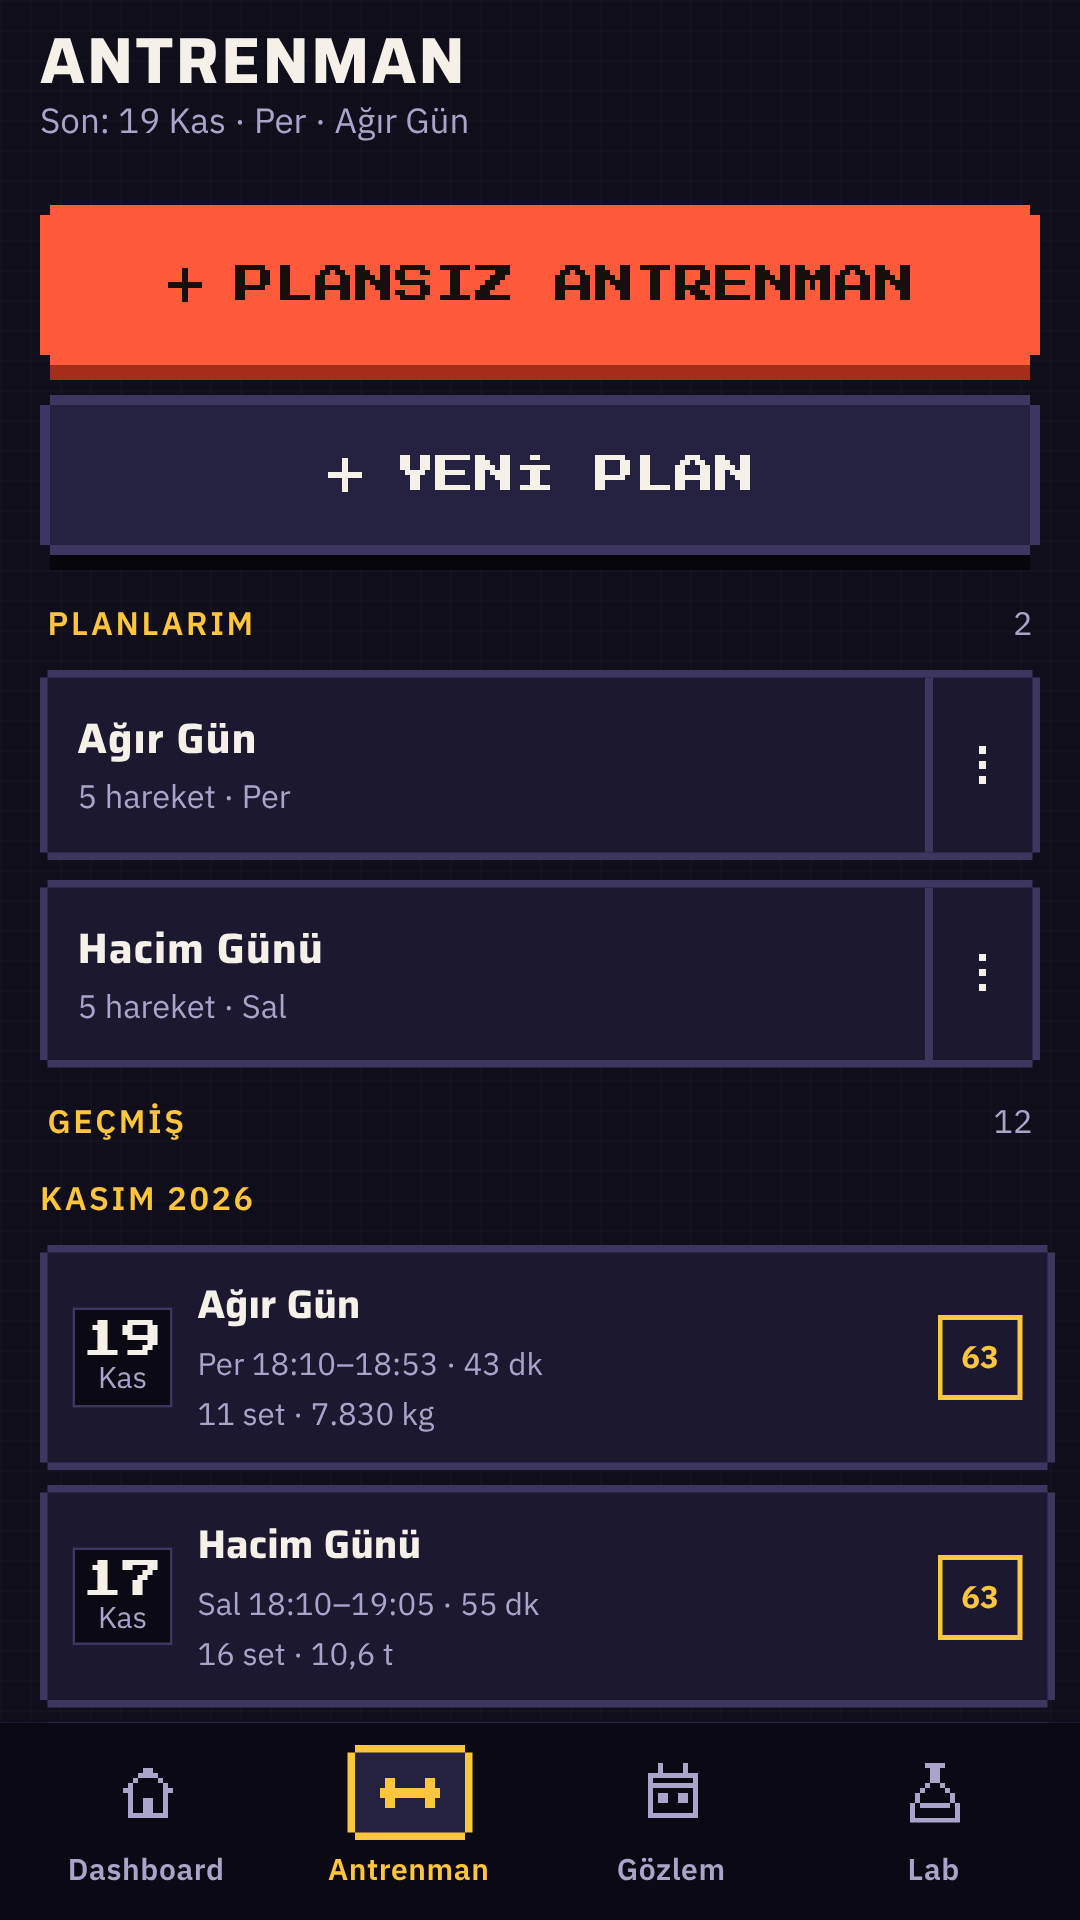 ANTRENMAN
Son: 19 Kas · Per · Ağır Gün
+ PLANSIZ ANTRENMAN
+ YENİ PLAN
PLANLARIM 2
Ağır Gün
5 hareket · Per
Hacim Günü
5 hareket · Sal
GEÇMİŞ 12
KASIM 2026
19
Kas
Ağır Gün
Per 18:10–18:53 · 43 dk
11 set · 7.830 kg
63
17
Kas
Hacim Günü
Sal 18:10–19:05 · 55 dk
16 set · 10,6 t
63
Dashboard
Antrenman
Gözlem
Lab